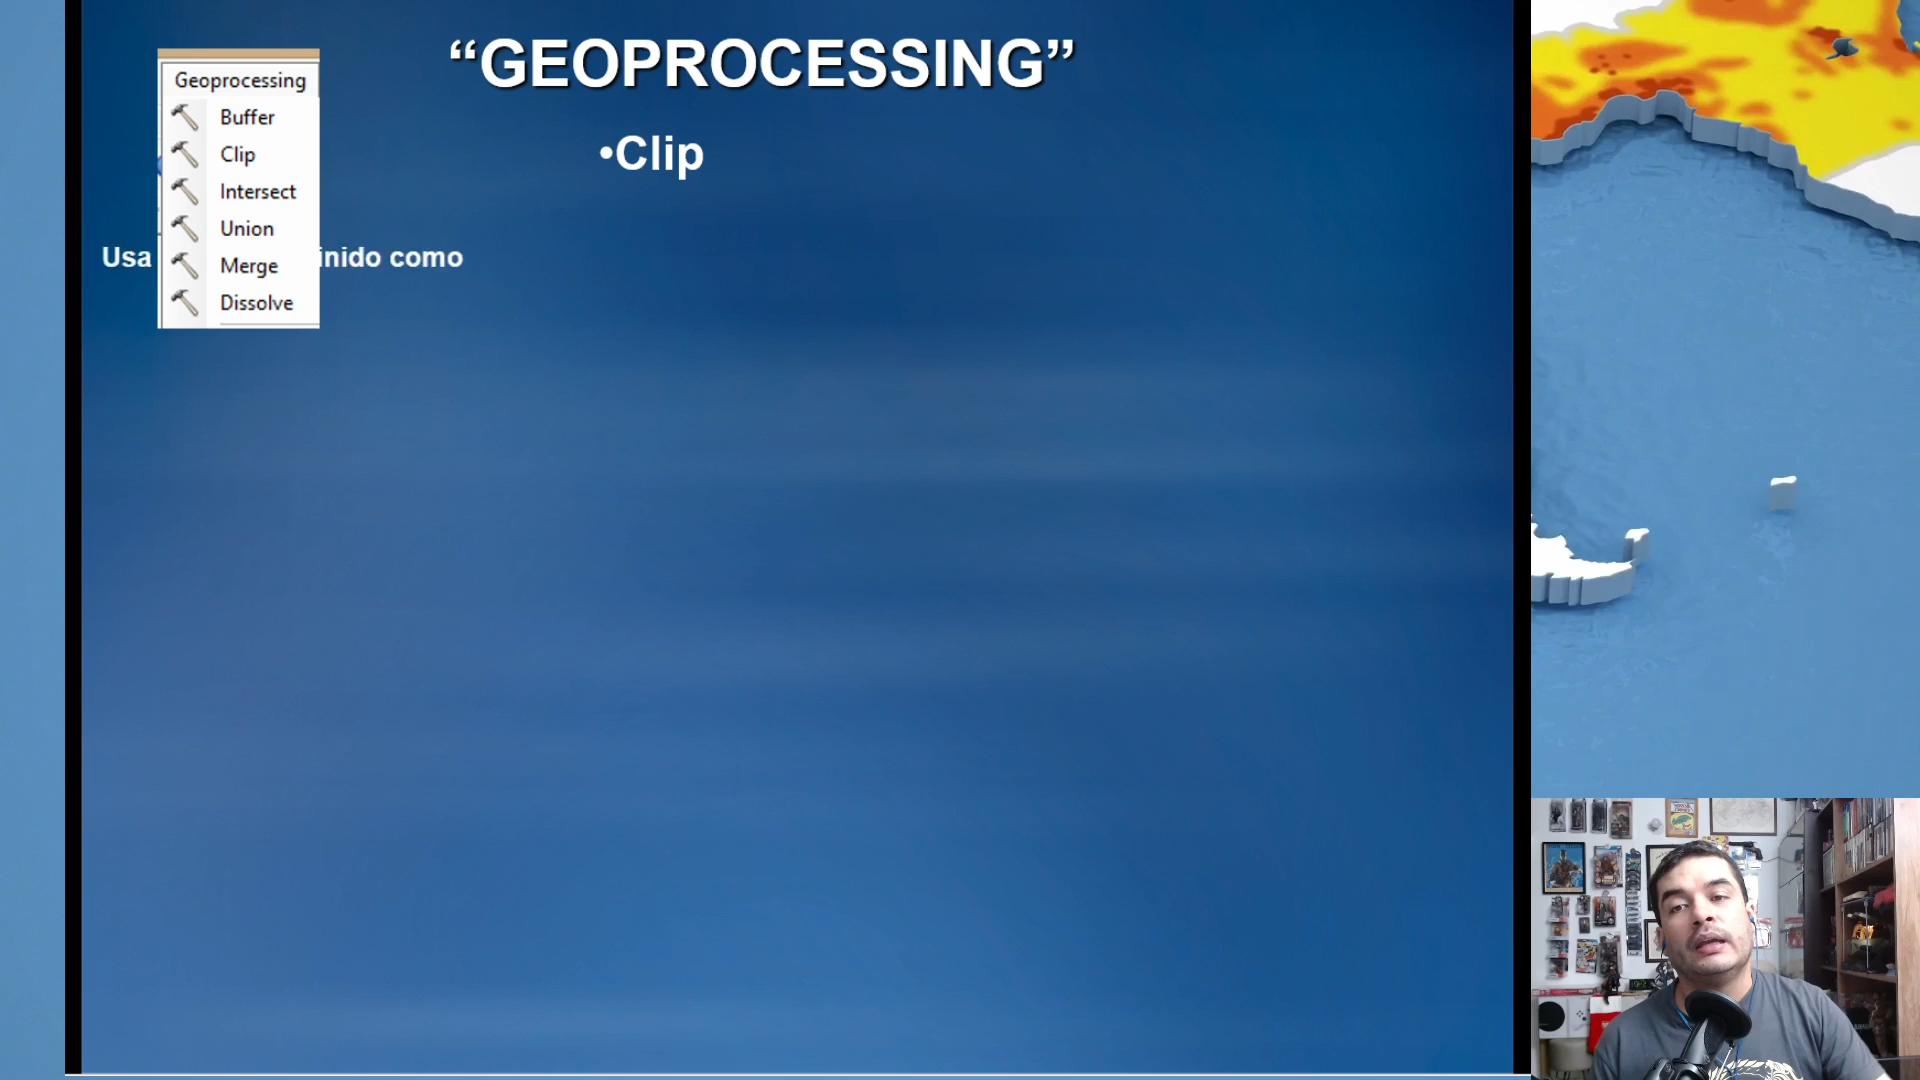 “GEOPROCESSING”
•Clip
Geoprocessing
Buffer
Clip
Intersect
Union
Merge
Dissolve
Usa inido como